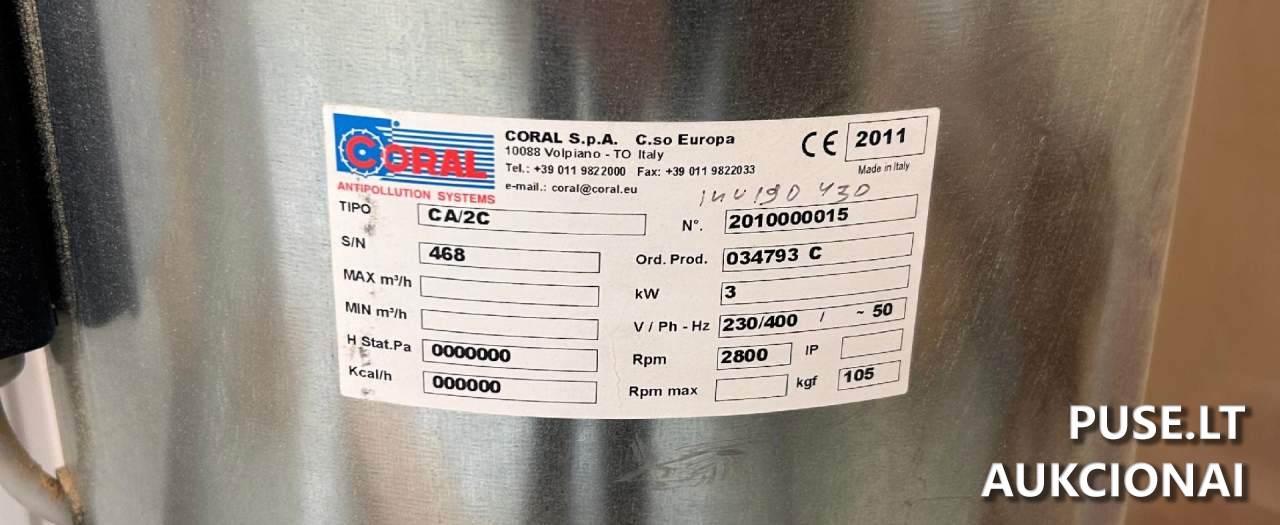 CORAL
ANTIPOLLUTION SYSTEMS
CORAL S.p.A. C.so Europa
10088 Volpiano - TO Italy
Tel.: +39 011 9822000 Fax: +39 011 9822033
e-mail.: coral@coral.eu
CE 2011
Made in Italy
TIPO CA/2C
N°. 2010000015
S/N 468
Ord. Prod. 034793 C
MAX m³/h
kW 3
MIN m³/h
V / Ph - Hz 230/400 / ~ 50
H Stat.Pa 0000000
Rpm 2800 IP
Kcal/h 000000
Rpm max kgf 105
PUSE.LT
AUKCIONAI